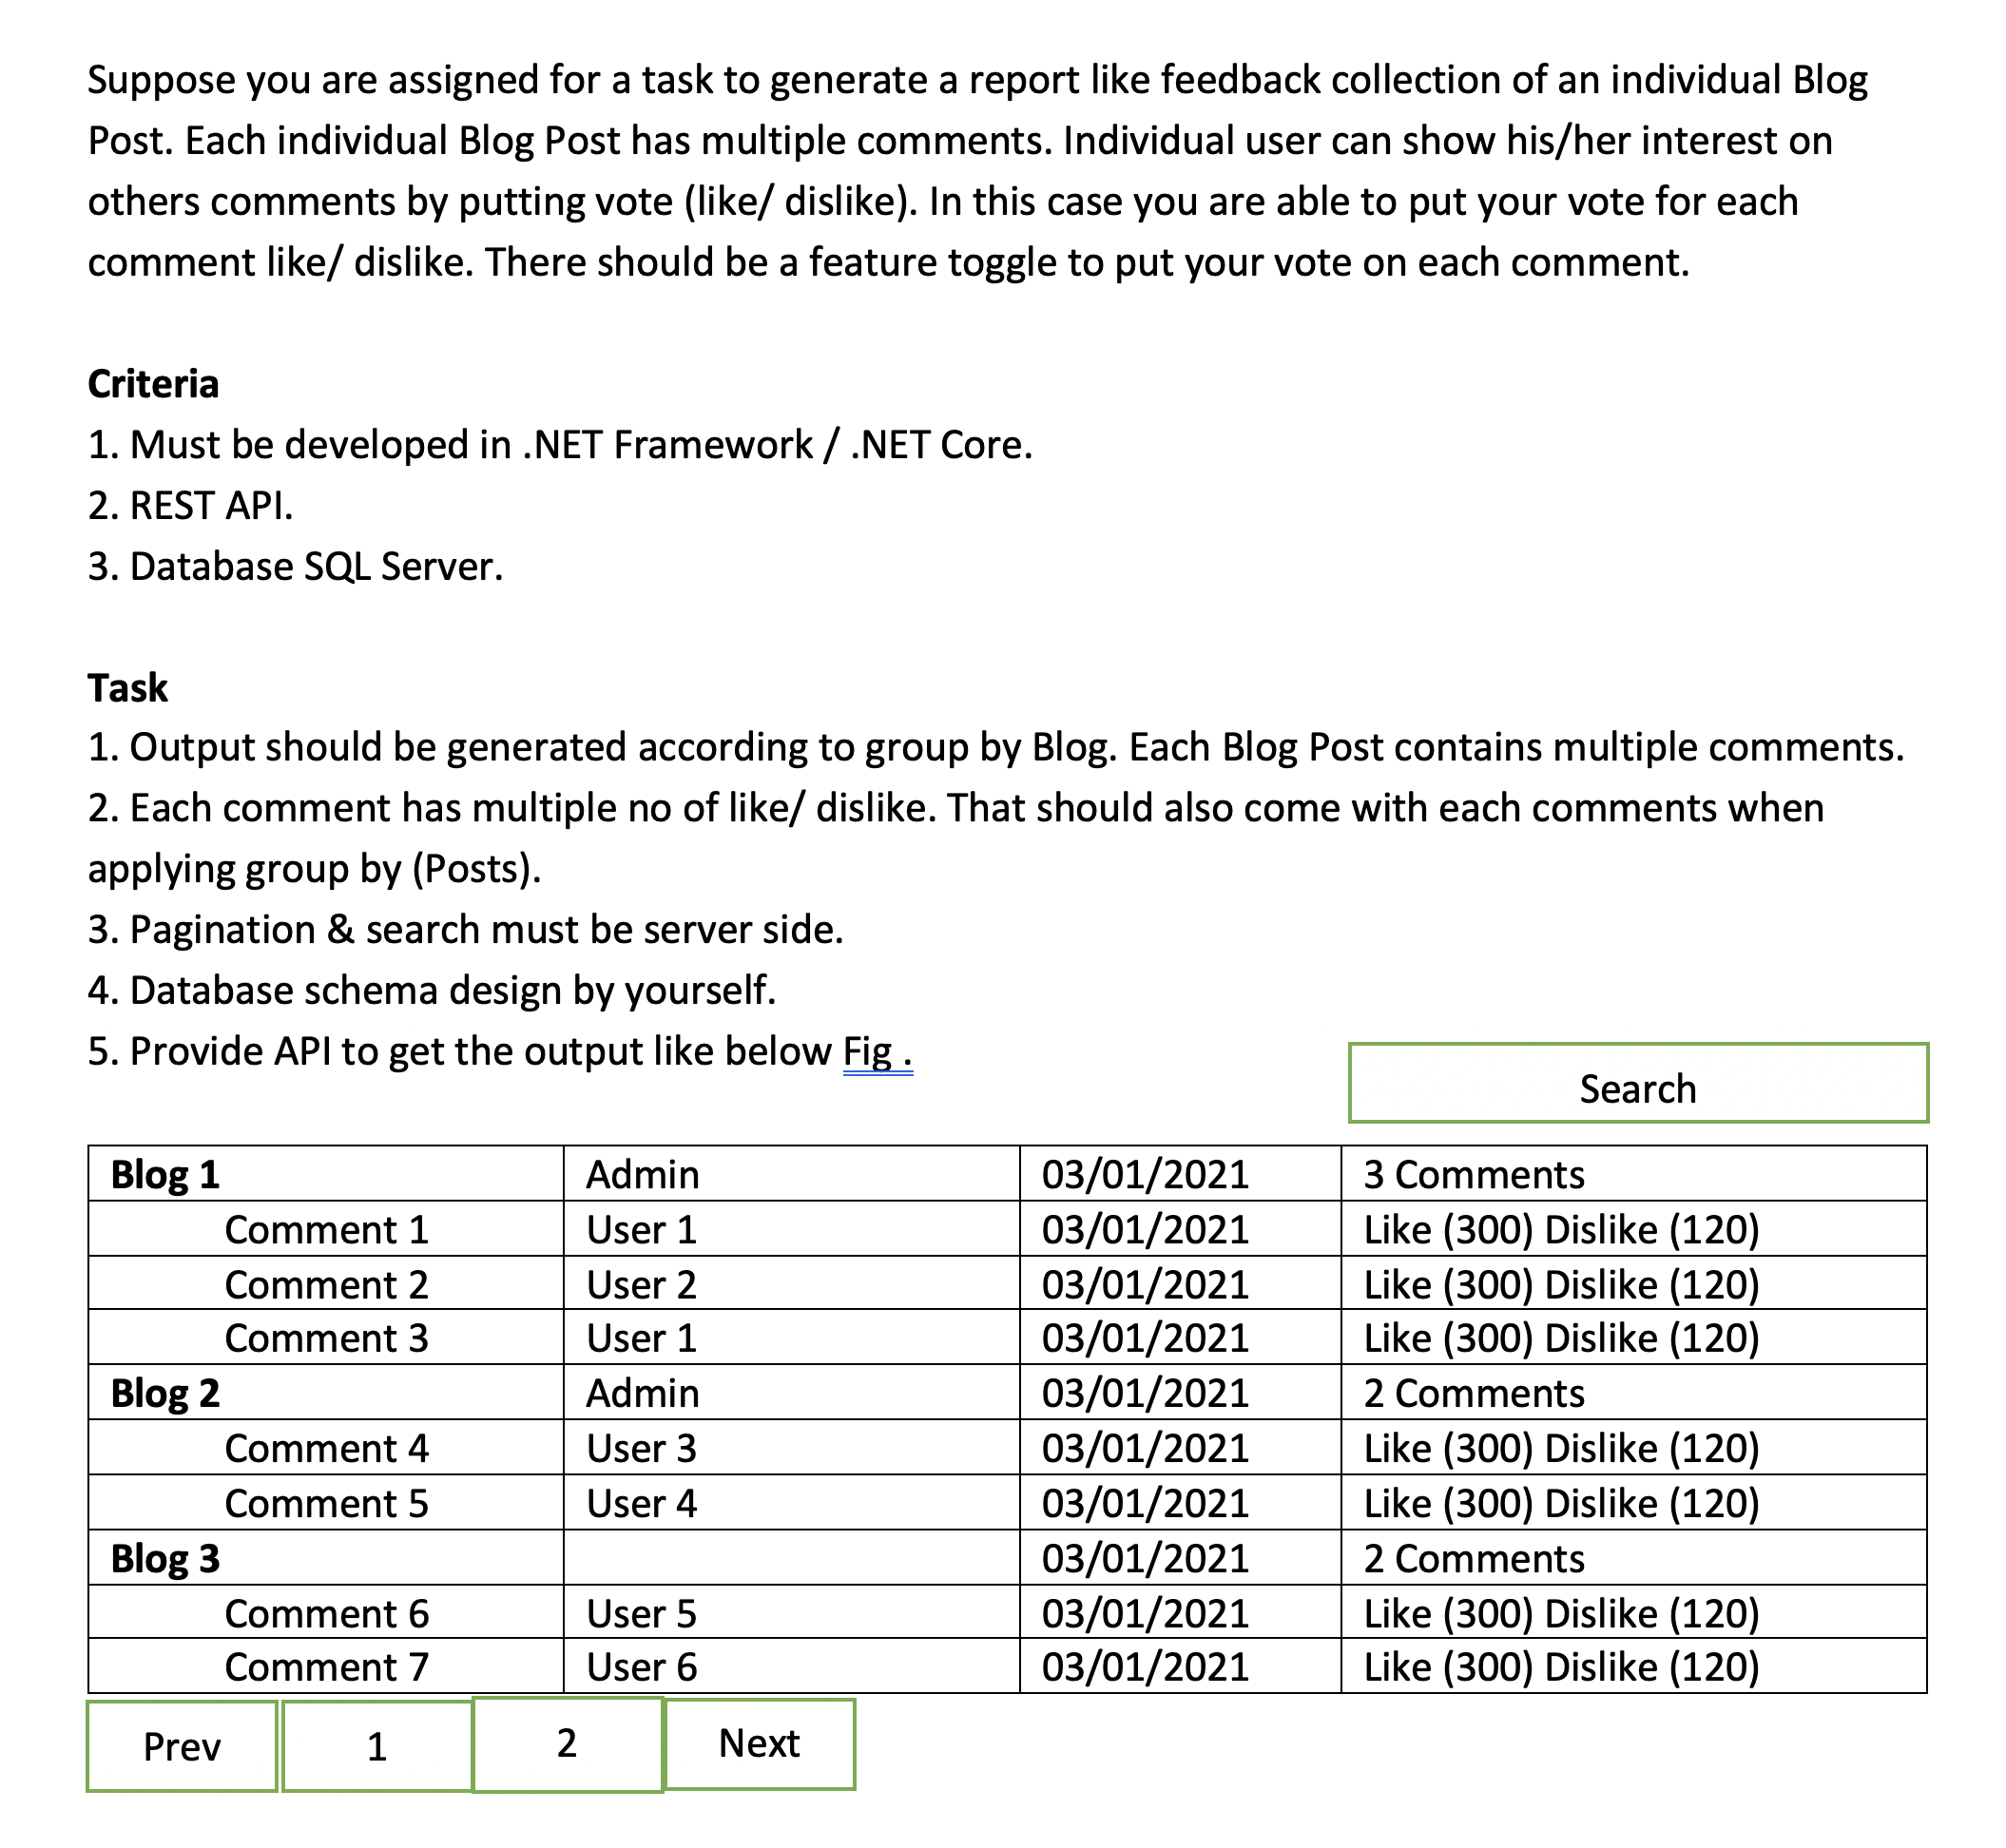 Suppose you are assigned for a task to generate a report like feedback collection of an individual Blog
Post. Each individual Blog Post has multiple comments. Individual user can show his/her interest on
others comments by putting vote (like/ dislike). In this case you are able to put your vote for each
comment like/ dislike. There should be a feature toggle to put your vote on each comment.
Criteria
1. Must be developed in .NET Framework / .NET Core.
2. REST API.
3. Database SQL Server.
Task
1. Output should be generated according to group by Blog. Each Blog Post contains multiple comments.
2. Each comment has multiple no of like/ dislike. That should also come with each comments when
applying group by (Posts).
3. Pagination & search must be server side.
4. Database schema design by yourself.
5. Provide API to get the output like below Fig .
Search
Blog 1 Admin 03/01/2021 3 Comments
Comment 1 User 1 03/01/2021 Like (300) Dislike (120)
Comment 2 User 2 03/01/2021 Like (300) Dislike (120)
Comment 3 User 1 03/01/2021 Like (300) Dislike (120)
Blog 2 Admin 03/01/2021 2 Comments
Comment 4 User 3 03/01/2021 Like (300) Dislike (120)
Comment 5 User 4 03/01/2021 Like (300) Dislike (120)
Blog 3 03/01/2021 2 Comments
Comment 6 User 5 03/01/2021 Like (300) Dislike (120)
Comment 7 User 6 03/01/2021 Like (300) Dislike (120)
Prev 1 2 Next